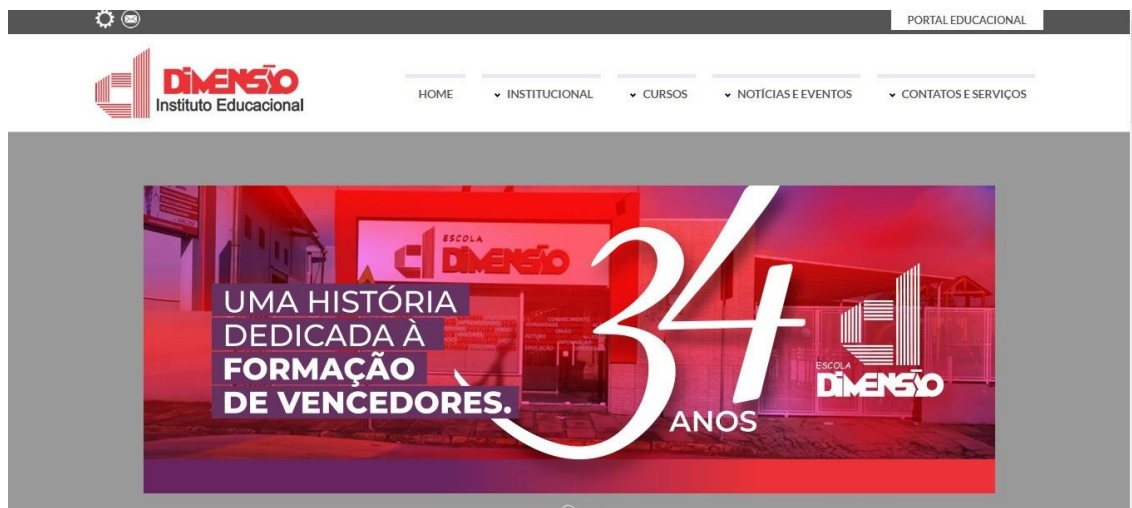 PORTAL EDUCACIONAL
DIMENSÃO
Instituto Educacional
HOME
INSTITUCIONAL
CURSOS
NOTÍCIAS E EVENTOS
CONTATOS E SERVIÇOS
ESCOLA
DIMENSÃO
UMA HISTÓRIA
DEDICADA À
FORMAÇÃO
DE VENCEDORES.
34
ANOS
ESCOLA
DIMENSÃO